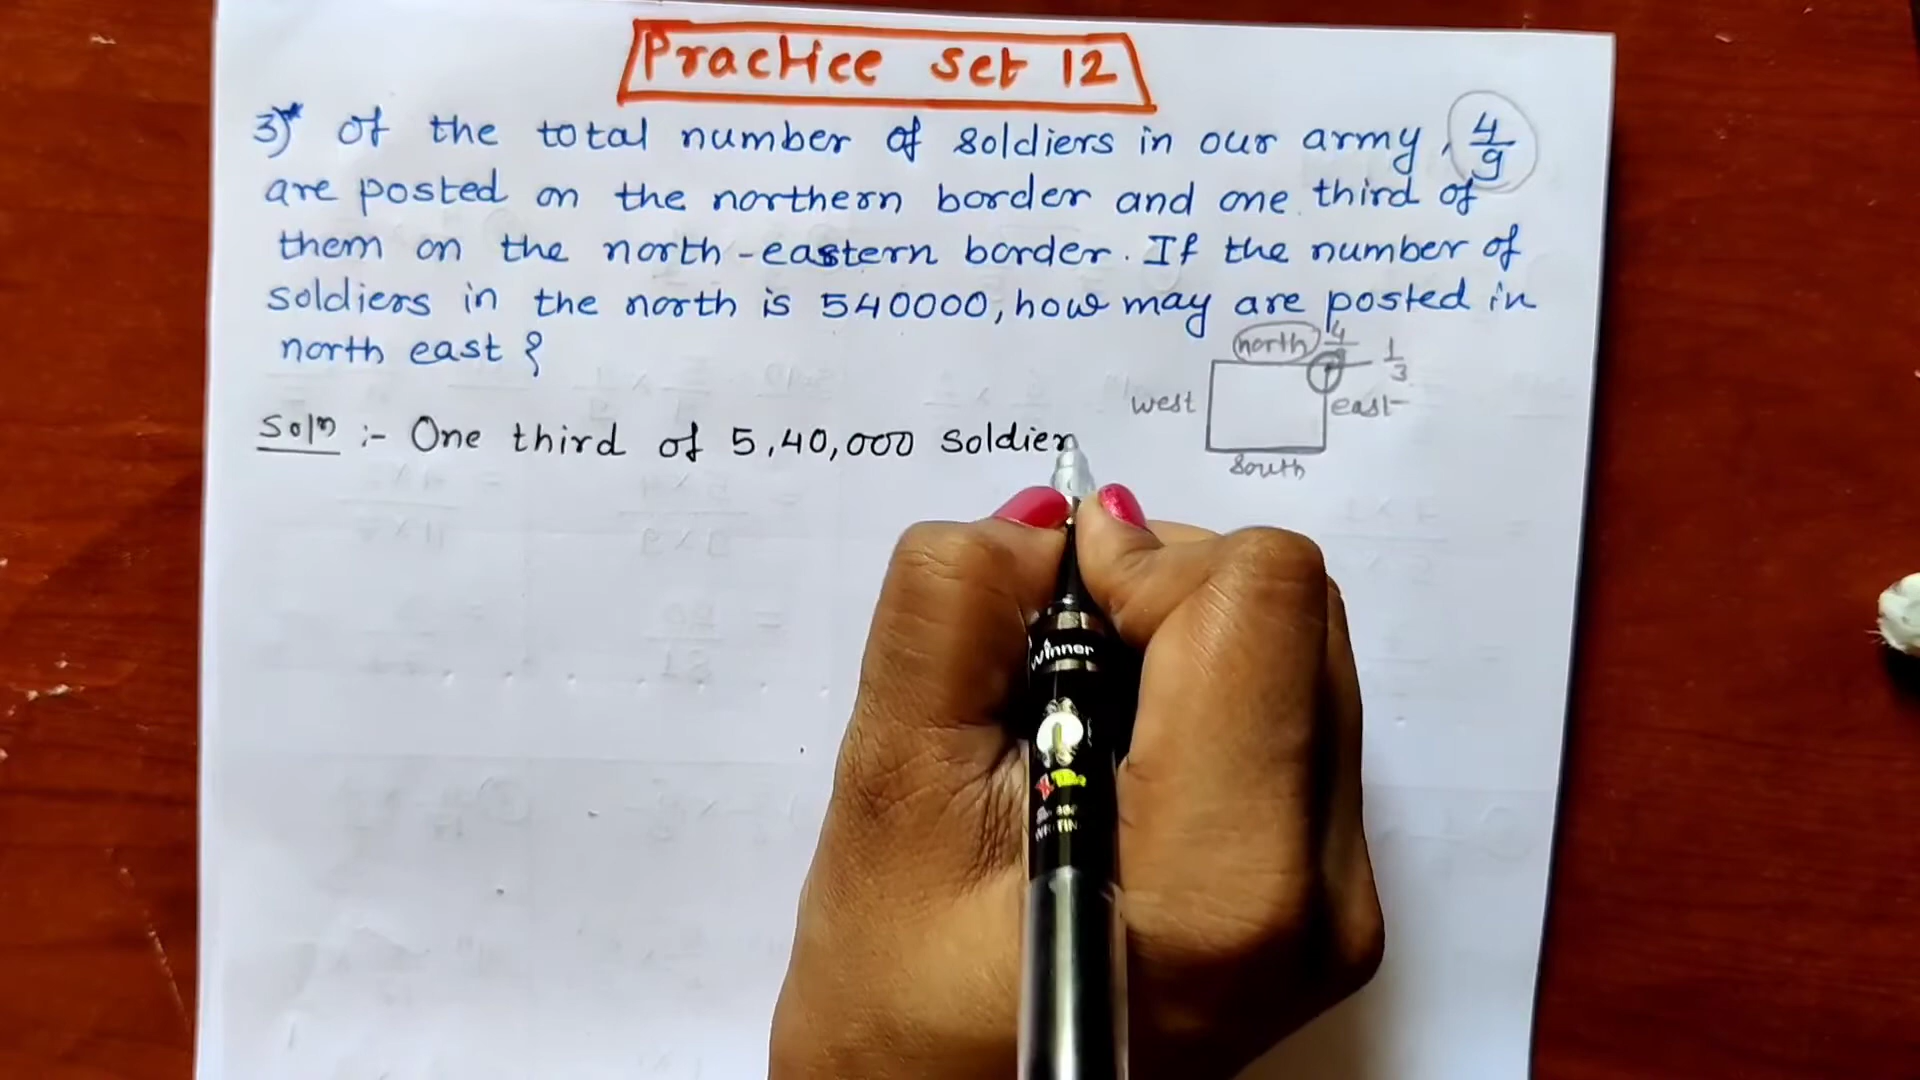 Practice set 12
3)* Of the total number of soldiers in our army, 4/9
are posted on the northern border and one third of
them on the north-eastern border. If the number of
soldiers in the north is 540000, how may are posted in
north east ?
north 4/9 1/3
west east
south
Soln :- One third of 5,40,000 soldier
Winner